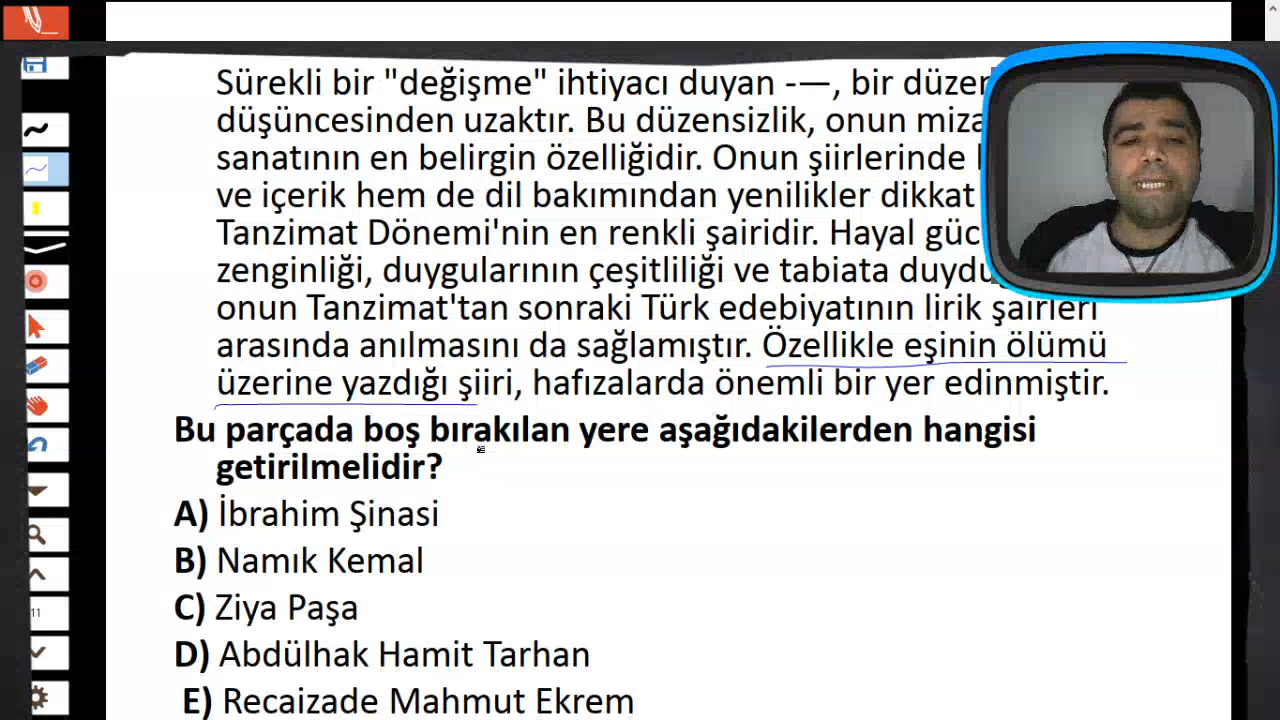 Sürekli bir "değişme" ihtiyacı duyan -—, bir düzen
düşüncesinden uzaktır. Bu düzensizlik, onun
sanatının en belirgin özelliğidir. Onun şiirlerinde
ve içerik hem de dil bakımından yenilikler dikkat
Tanzimat Dönemi'nin en renkli şairidir. Hayal
zenginliği, duygularının çeşitliliği ve tabiata
onun Tanzimat'tan sonraki Türk edebiyatının lirik şairleri
arasında anılmasını da sağlamıştır. Özellikle eşinin ölümü
üzerine yazdığı şiiri, hafızalarda önemli bir yer edinmiştir.
Bu parçada boş bırakılan yere aşağıdakilerden hangisi
getirilmelidir?
A) İbrahim Şinasi
B) Namık Kemal
C) Ziya Paşa
D) Abdülhak Hamit Tarhan
E) Recaizade Mahmut Ekrem
11